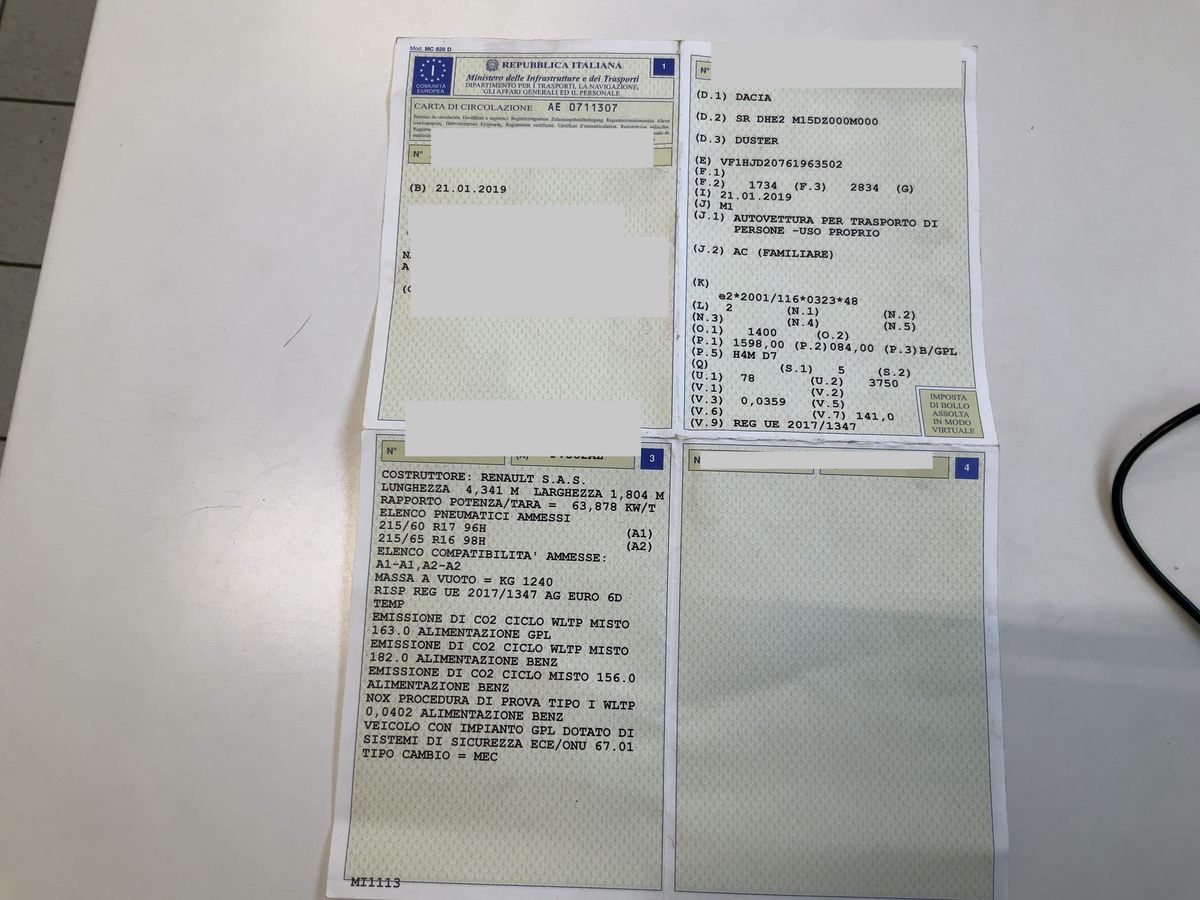 Mod. MC 820 D
COMUNITÀ
EUROPEA
I
REPUBBLICA ITALIANA
Ministero delle Infrastrutture e dei Trasporti
DIPARTIMENTO PER I TRASPORTI, LA NAVIGAZIONE,
GLI AFFARI GENERALI ED IL PERSONALE
1
CARTA DI CIRCOLAZIONE AE 0711307
N°
(B) 21.01.2019
N°
(D.1) DACIA
(D.2) SR DHE2 M15DZ000M000
(D.3) DUSTER
(E) VF1HJD20761963502
(F.1)
(F.2) 1734 (F.3) 2834 (G)
(I) 21.01.2019
(J) M1
(J.1) AUTOVETTURA PER TRASPORTO DI
PERSONE -USO PROPRIO
(J.2) AC (FAMILIARE)
(K)
e2*2001/116*0323*48
(L) 2 (N.1) (N.2)
(N.3) (N.4) (N.5)
(O.1) 1400 (O.2)
(P.1) 1598,00 (P.2)084,00 (P.3)B/GPL
(P.5) H4M D7
(Q) (S.1) 5 (S.2)
(U.1) 78 (U.2) 3750
(V.1) (V.2)
(V.3) 0,0359 (V.5)
(V.6) (V.7) 141,0
(V.9) REG UE 2017/1347
IMPOSTA
DI BOLLO
ASSOLTA
IN MODO
VIRTUALE
N°
3
COSTRUTTORE: RENAULT S.A.S.
LUNGHEZZA 4,341 M LARGHEZZA 1,804 M
RAPPORTO POTENZA/TARA = 63,878 KW/T
ELENCO PNEUMATICI AMMESSI
215/60 R17 96H (A1)
215/65 R16 98H (A2)
ELENCO COMPATIBILITA' AMMESSE:
A1-A1,A2-A2
MASSA A VUOTO = KG 1240
RISP REG UE 2017/1347 AG EURO 6D
TEMP
EMISSIONE DI CO2 CICLO WLTP MISTO
163.0 ALIMENTAZIONE GPL
EMISSIONE DI CO2 CICLO WLTP MISTO
182.0 ALIMENTAZIONE BENZ
EMISSIONE DI CO2 CICLO MISTO 156.0
ALIMENTAZIONE BENZ
NOX PROCEDURA DI PROVA TIPO I WLTP
0,0402 ALIMENTAZIONE BENZ
VEICOLO CON IMPIANTO GPL DOTATO DI
SISTEMI DI SICUREZZA ECE/ONU 67.01
TIPO CAMBIO = MEC
MI1113
N
4